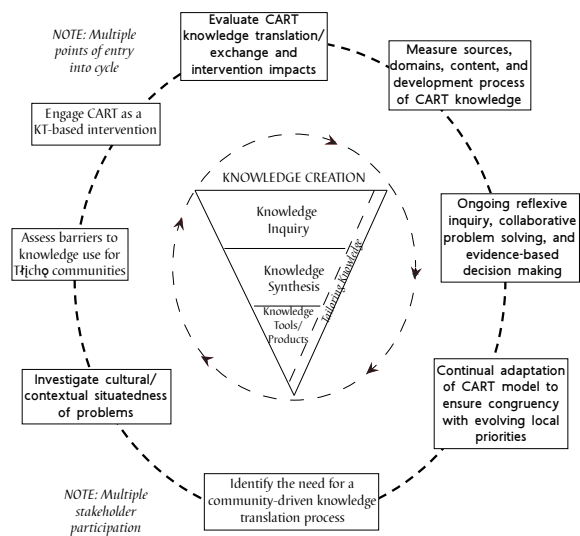 NOTE: Multiple
points of entry
into cycle
Evaluate CART
knowledge translation/
exchange and
intervention impacts
Measure sources,
domains, content, and
development process
of CART knowledge
Engage CART as a
KT-based intervention
KNOWLEDGE CREATION
Knowledge
Inquiry
Knowledge
Synthesis
Knowledge
Tools/
Products
Tailoring Knowledge
Ongoing reflexive
inquiry, collaborative
problem solving, and
evidence-based
decision making
Assess barriers to
knowledge use for
Tłįchǫ communities
Investigate cultural/
contextual situatedness
of problems
Continual adaptation
of CART model to
ensure congruency
with evolving local
priorities
Identify the need for a
community-driven knowledge
translation process
NOTE: Multiple
stakeholder
participation